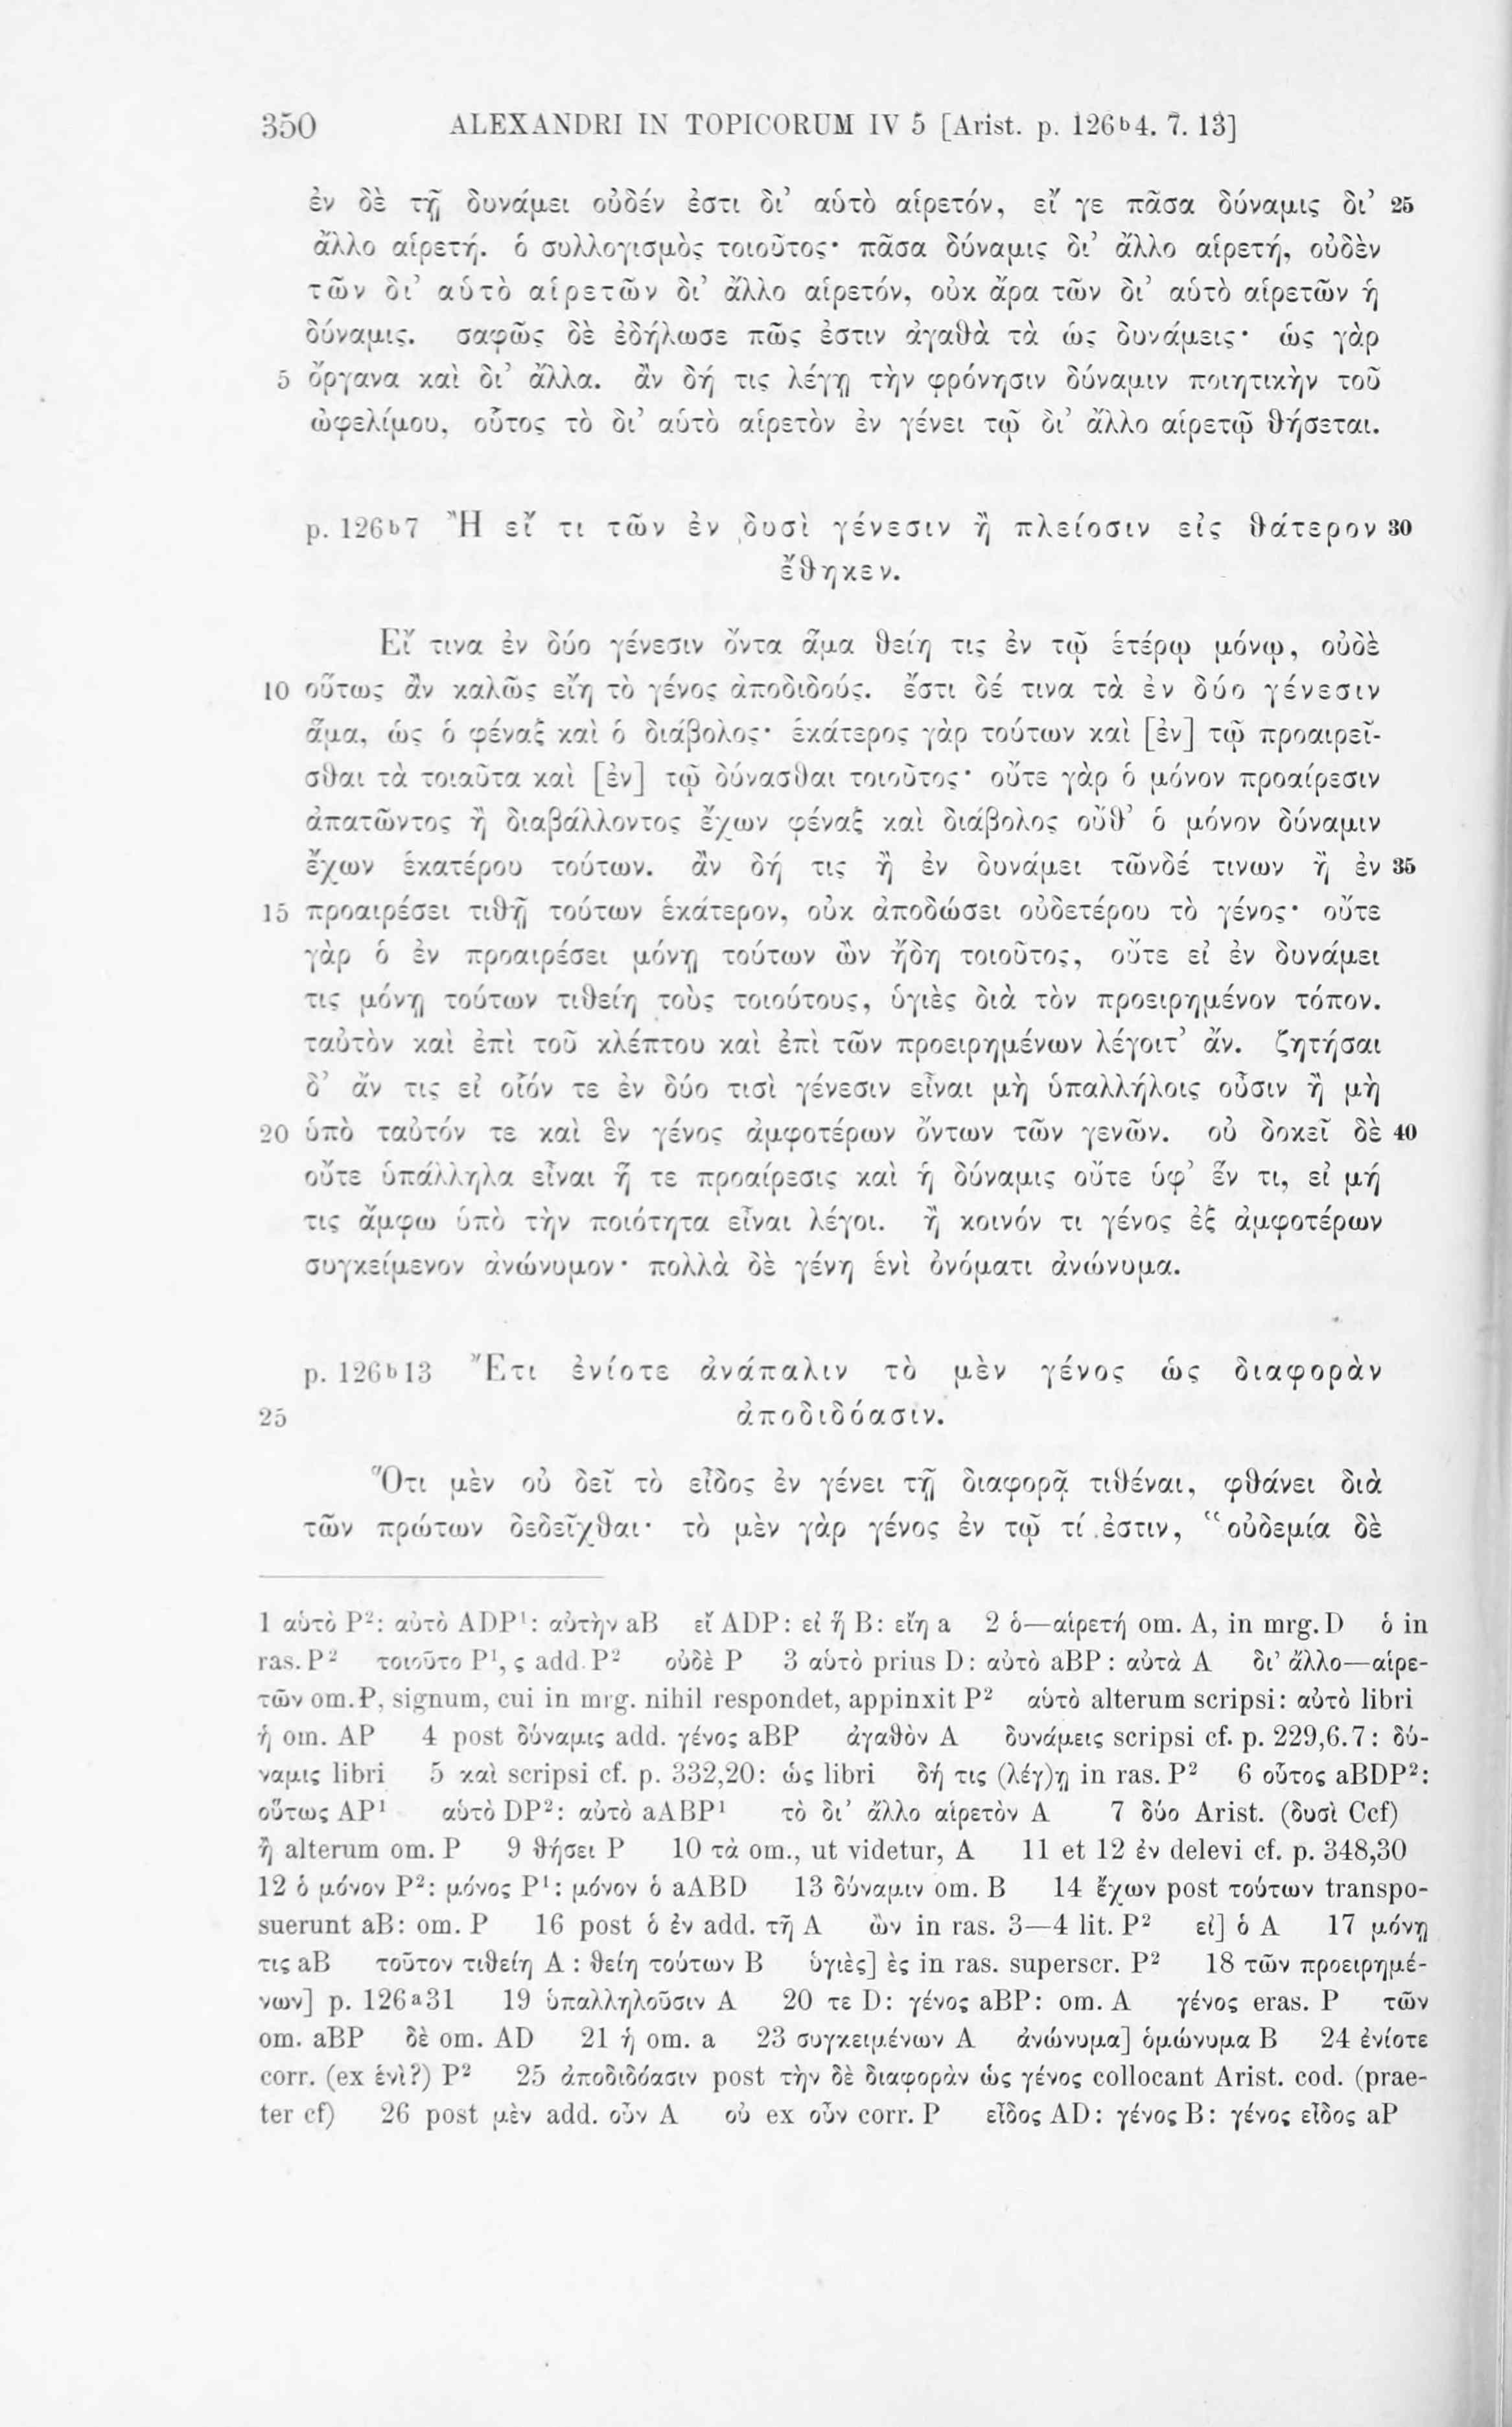 350 ALEXANDRI IN TOPICORUM IV 5 [Arist. p. 126ᵇ4. 7. 13]
ἐν δὲ τῇ δυνάμει οὐδέν ἐστι δι’ αὑτὸ αἱρετόν, εἴ γε πᾶσα δύναμις δι’ 25
ἄλλο αἱρετή. ὁ συλλογισμὸς τοιοῦτος· πᾶσα δύναμις δι’ ἄλλο αἱρετή, οὐδὲν
τῶν δι’ αὑτὸ αἱρετῶν δι’ ἄλλο αἱρετόν, οὐκ ἄρα τῶν δι’ αὑτὸ αἱρετῶν ἡ
δύναμις. σαφῶς δὲ ἐδήλωσε πῶς ἐστιν ἀγαθὰ τὰ ὡς δυνάμεις· ὡς γὰρ
5 ὄργανα καὶ δι’ ἄλλα. ἂν δή τις λέγῃ τὴν φρόνησιν δύναμιν ποιητικὴν τοῦ
ὠφελίμου, οὗτος τὸ δι’ αὑτὸ αἱρετὸν ἐν γένει τῷ δι’ ἄλλο αἱρετῷ θήσεται.
p. 126ᵇ7 Ἢ εἴ τι τῶν ἐν δυσὶ γένεσιν ἢ πλείοσιν εἰς θάτερον 30
ἔθηκεν.
Εἴ τινα ἐν δύο γένεσιν ὄντα ἅμα θείη τις ἐν τῷ ἑτέρῳ μόνῳ, οὐδὲ
10 οὕτως ἂν καλῶς εἴη τὸ γένος ἀποδιδούς. ἔστι δέ τινα τὰ ἐν δύο γένεσιν
ἅμα, ὡς ὁ φέναξ καὶ ὁ διάβολος· ἑκάτερος γὰρ τούτων καὶ [ἐν] τῷ προαιρεῖ-
σθαι τὰ τοιαῦτα καὶ [ἐν] τῷ δύνασθαι τοιοῦτος· οὔτε γὰρ ὁ μόνον προαίρεσιν
ἀπατῶντος ἢ διαβάλλοντος ἔχων φέναξ καὶ διάβολος οὔθ’ ὁ μόνον δύναμιν
ἔχων ἑκατέρου τούτων. ἂν δή τις ἢ ἐν δυνάμει τῶνδέ τινων ἢ ἐν 35
15 προαιρέσει τιθῇ τούτων ἑκάτερον, οὐκ ἀποδώσει οὐδετέρου τὸ γένος· οὔτε
γὰρ ὁ ἐν προαιρέσει μόνῃ τούτων ὢν ἤδη τοιοῦτος, οὔτε εἰ ἐν δυνάμει
τις μόνῃ τούτων τιθείη τοὺς τοιούτους, ὑγιὲς διὰ τὸν προειρημένον τόπον.
ταὐτὸν καὶ ἐπὶ τοῦ κλέπτου καὶ ἐπὶ τῶν προειρημένων λέγοιτ’ ἄν. ζητήσαι
δ’ ἄν τις εἰ οἷόν τε ἐν δύο τισὶ γένεσιν εἶναι μὴ ὑπαλλήλοις οὖσιν ἢ μὴ
20 ὑπὸ ταὐτόν τε καὶ ἓν γένος ἀμφοτέρων ὄντων τῶν γενῶν. οὐ δοκεῖ δὲ 40
οὔτε ὑπάλληλα εἶναι ἥ τε προαίρεσις καὶ ἡ δύναμις οὔτε ὑφ’ ἕν τι, εἰ μή
τις ἄμφω ὑπὸ τὴν ποιότητα εἶναι λέγοι. ἢ κοινόν τι γένος ἐξ ἀμφοτέρων
συγκείμενον ἀνώνυμον· πολλὰ δὲ γένη ἑνὶ ὀνόματι ἀνώνυμα.
p. 126ᵇ13 Ἔτι ἐνίοτε ἀνάπαλιν τὸ μὲν γένος ὡς διαφορὰν
25 ἀποδιδόασιν.
Ὅτι μὲν οὐ δεῖ τὸ εἶδος ἐν γένει τῇ διαφορᾷ τιθέναι, φθάνει διὰ
τῶν πρώτων δεδεῖχθαι· τὸ μὲν γὰρ γένος ἐν τῷ τί ἐστιν, “οὐδεμία δὲ
1 αὑτὸ P²: αὐτὸ ADP¹: αὐτὴν aB εἴ ADP: εἰ ἤ B: εἴη a 2 ὁ—αἱρετή om. A, in mrg. D ὁ in
ras. P² τοιοῦτο P¹, ς add. P² οὐδὲ P 3 αὑτὸ prius D: αὐτὸ aBP: αὐτὰ A δι’ ἄλλο—αἱρε-
τῶν om. P, signum, cui in mrg. nihil respondet, appinxit P² αὑτὸ alterum scripsi: αὐτὸ libri
ἡ om. AP 4 post δύναμις add. γένος aBP ἀγαθὸν A δυνάμεις scripsi cf. p. 229,6.7: δύ-
ναμις libri 5 καὶ scripsi cf. p. 332,20: ὡς libri δή τις (λέγ)ῃ in ras. P² 6 οὗτος aBDP²:
οὕτως AP¹ αὑτὸ DP²: αὐτὸ aABP¹ τὸ δι’ ἄλλο αἱρετὸν A 7 δύο Arist. (δυσὶ Ccf)
ἢ alterum om. P 9 θήσει P 10 τὰ om., ut videtur, A 11 et 12 ἐν delevi cf. p. 348,30
12 ὁ μόνον P²: μόνος P¹: μόνον ὁ aABD 13 δύναμιν om. B 14 ἔχων post τούτων transpo-
suerunt aB: om. P 16 post ὁ ἐν add. τῇ A ὢν in ras. 3—4 lit. P² εἰ] ὁ A 17 μόνῃ
τις aB τοῦτον τιθείη A : θείη τούτων B ὑγιὲς] ὲς in ras. superscr. P² 18 τῶν προειρημέ-
νων] p. 126ᵃ31 19 ὑπαλληλοῦσιν A 20 τε D: γένος aBP: om. A γένος eras. P τῶν
om. aBP δὲ om. AD 21 ἡ om. a 23 συγκειμένων A ἀνώνυμα] ὁμώνυμα B 24 ἐνίοτε
corr. (ex ἑνὶ?) P² 25 ἀποδιδόασιν post τὴν δὲ διαφορὰν ὡς γένος collocant Arist. cod. (prae-
ter cf) 26 post μὲν add. οὖν A οὐ ex οὖν corr. P εἶδος AD: γένος B: γένος εἶδος aP